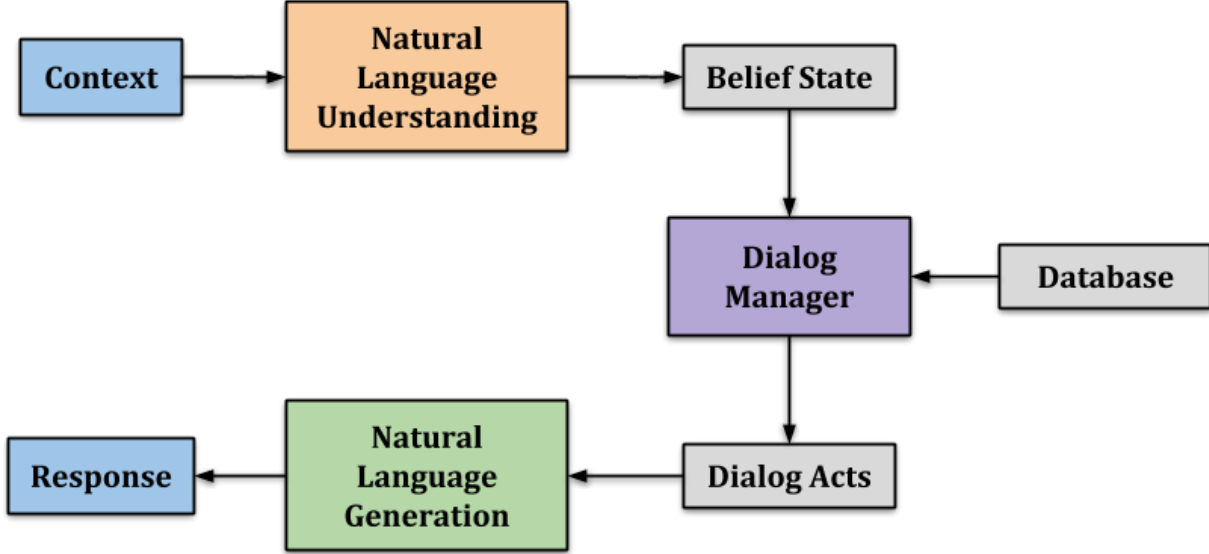 Context
Natural
Language
Understanding
Belief State
Dialog
Manager
Database
Dialog Acts
Natural
Language
Generation
Response